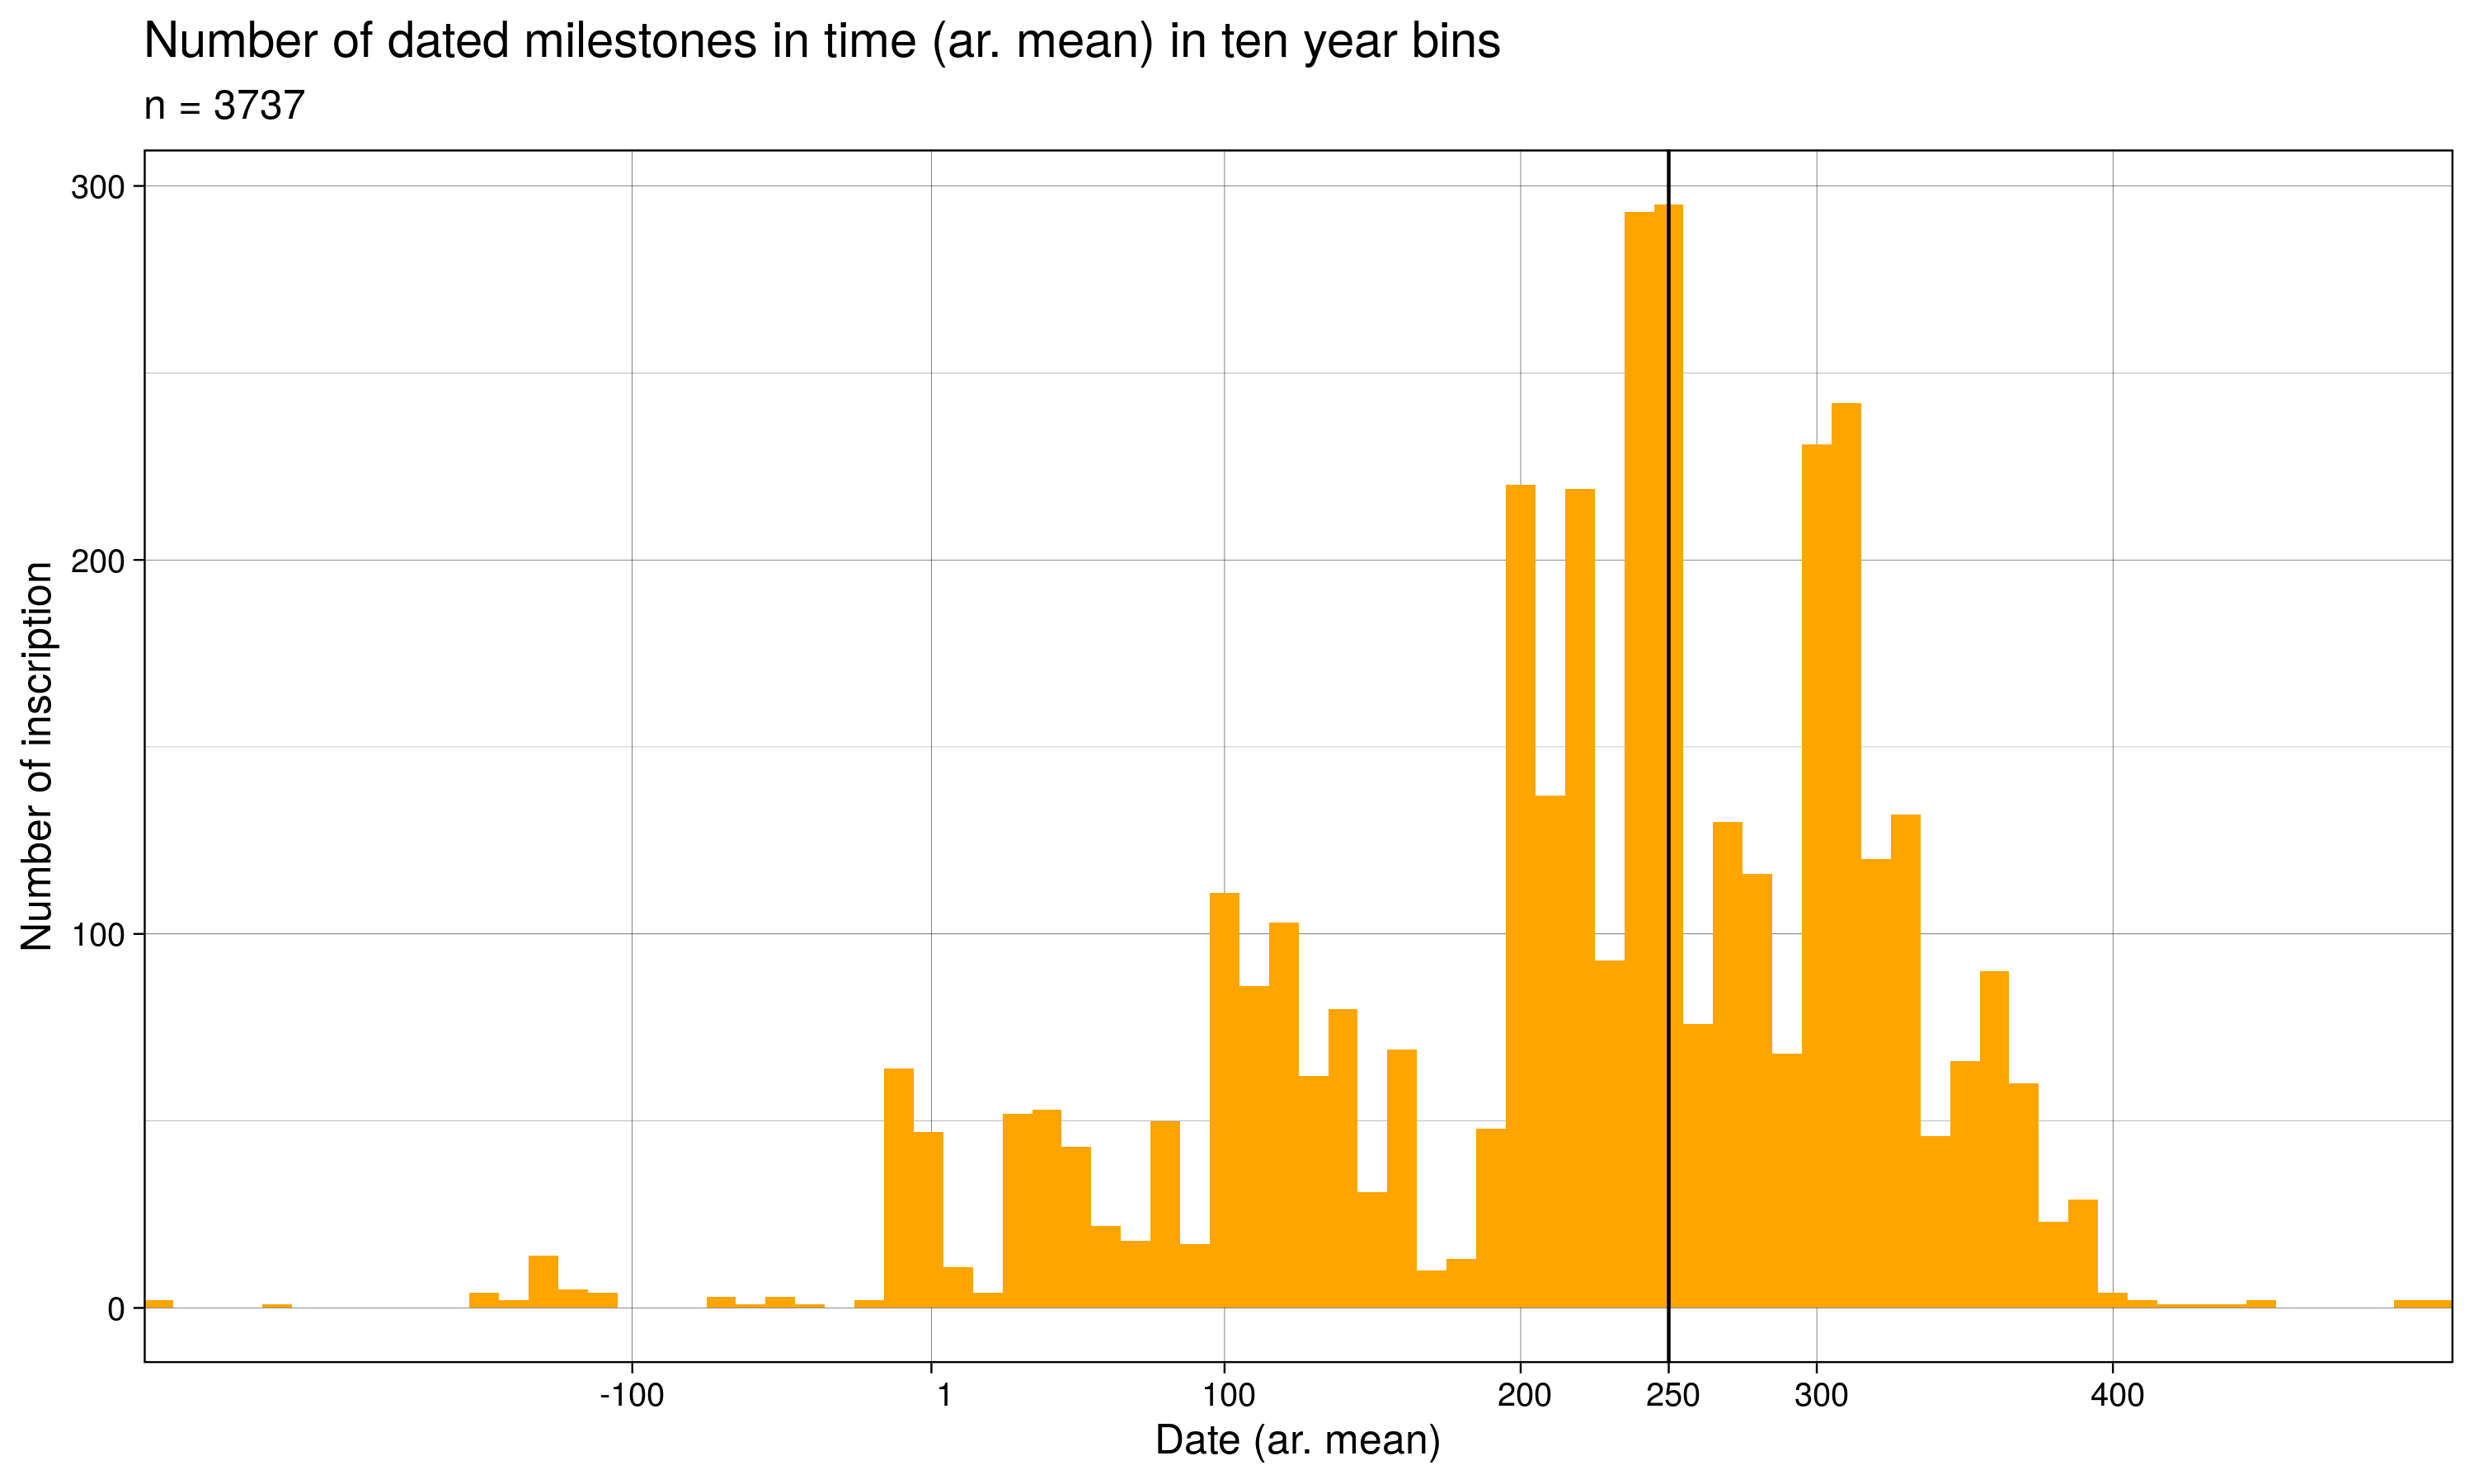 Number of dated milestones in time (ar. mean) in ten year bins
n = 3737
300
200
100
0
Number of inscription
-100 1 100 200 250 300 400
Date (ar. mean)